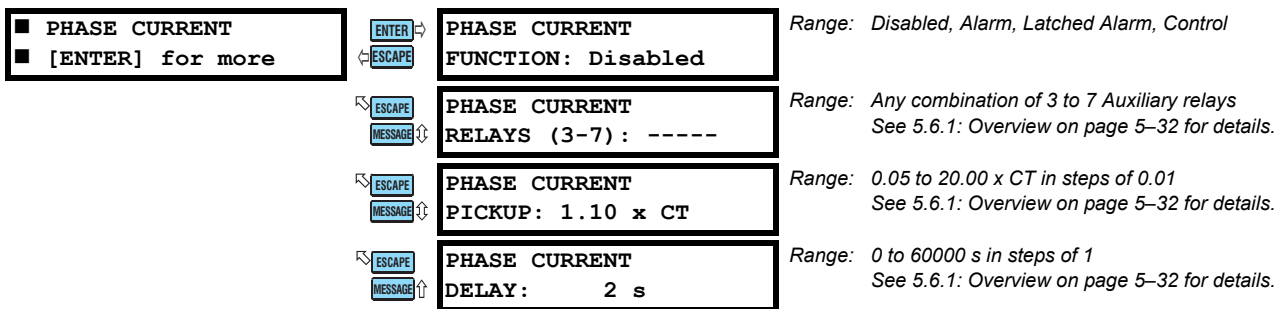 ■ PHASE CURRENT
■ [ENTER] for more
ENTER
ESCAPE
PHASE CURRENT
FUNCTION: Disabled
Range: Disabled, Alarm, Latched Alarm, Control
ESCAPE
MESSAGE
PHASE CURRENT
RELAYS (3-7): -----
Range: Any combination of 3 to 7 Auxiliary relays
See 5.6.1: Overview on page 5–32 for details.
ESCAPE
MESSAGE
PHASE CURRENT
PICKUP: 1.10 x CT
Range: 0.05 to 20.00 x CT in steps of 0.01
See 5.6.1: Overview on page 5–32 for details.
ESCAPE
MESSAGE
PHASE CURRENT
DELAY: 2 s
Range: 0 to 60000 s in steps of 1
See 5.6.1: Overview on page 5–32 for details.